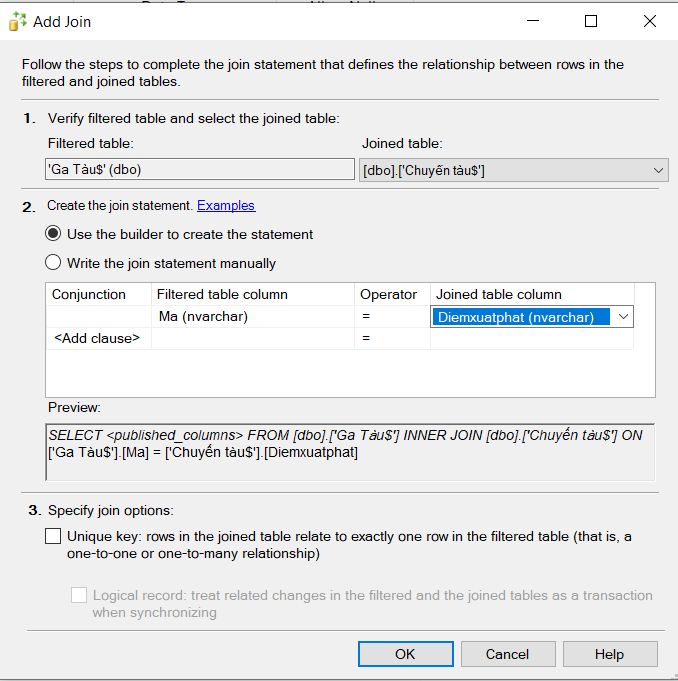 Add Join
Follow the steps to complete the join statement that defines the relationship between rows in the
filtered and joined tables.
1. Verify filtered table and select the joined table:
Filtered table:
Joined table:
'Ga Tàu$' (dbo)
[dbo].['Chuyến tàu$']
2. Create the join statement. Examples
Use the builder to create the statement
Write the join statement manually
Conjunction Filtered table column Operator Joined table column
Ma (nvarchar) = Diemxuatphat (nvarchar)
<Add clause> =
Preview:
SELECT <published_columns> FROM [dbo].['Ga Tàu$'] INNER JOIN [dbo].['Chuyến tàu$'] ON
['Ga Tàu$'].[Ma] = ['Chuyến tàu$'].[Diemxuatphat]
3. Specify join options:
Unique key: rows in the joined table relate to exactly one row in the filtered table (that is, a
one-to-one or one-to-many relationship)
Logical record: treat related changes in the filtered and the joined tables as a transaction
when synchronizing
OK Cancel Help